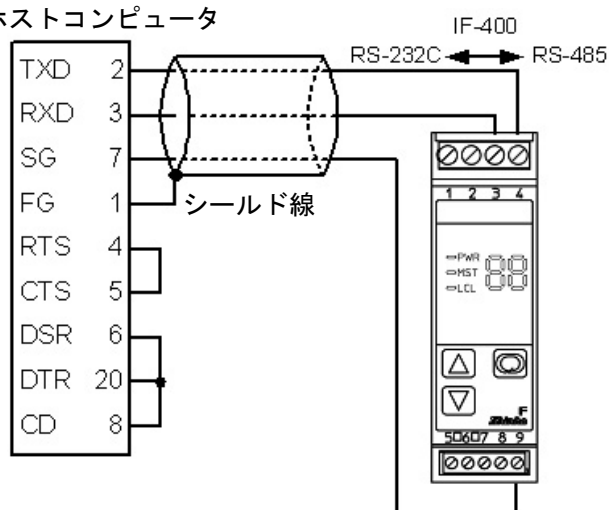 ホストコンピュータ
IF-400
RS-232C RS-485
TXD 2
RXD 3
SG 7
FG 1
シールド線
RTS 4
CTS 5
DSR 6
DTR 20
CD 8
1 2 3 4
PWR
MST
LCL
88
F
Shinko
5 6 7 8 9